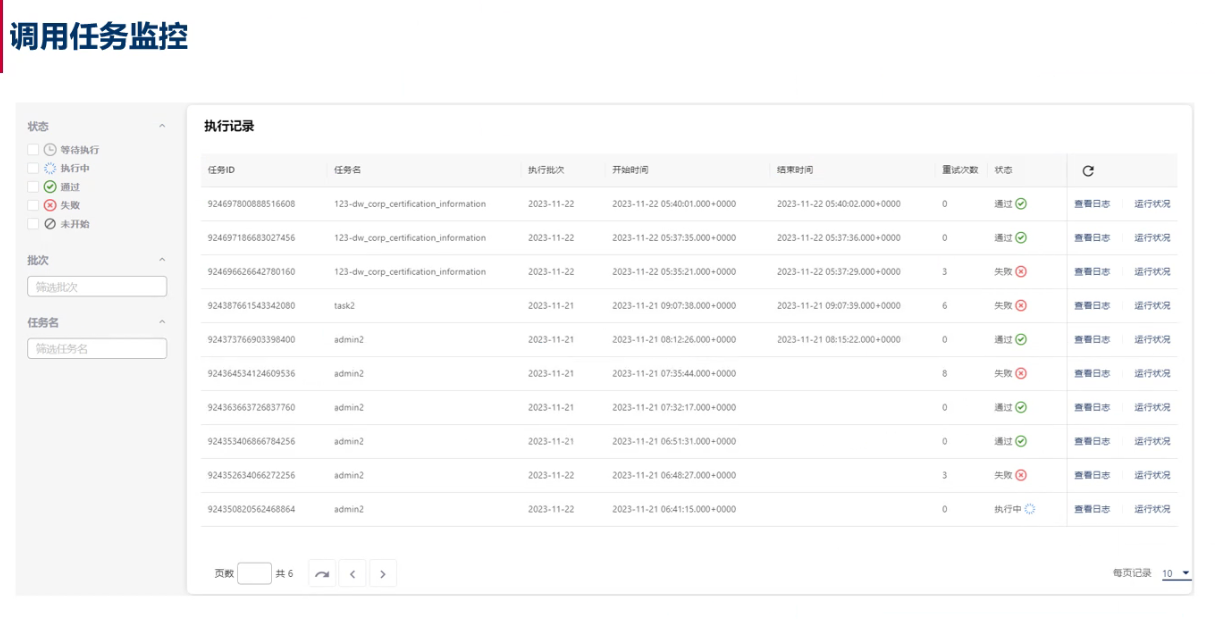 调用任务监控
状态
等待执行
执行中
通过
失败
未开始
批次
筛选批次
任务名
筛选任务名
执行记录
任务ID 任务名 执行批次 开始时间 结束时间 重试次数 状态
924697800888516608 123-dw_corp_certification_information 2023-11-22 2023-11-22 05:40:01.000+0000 2023-11-22 05:40:02.000+0000 0 通过 查看日志 运行状况
924697186683027456 123-dw_corp_certification_information 2023-11-22 2023-11-22 05:37:35.000+0000 2023-11-22 05:37:36.000+0000 0 通过 查看日志 运行状况
924696626642780160 123-dw_corp_certification_information 2023-11-22 2023-11-22 05:35:21.000+0000 2023-11-22 05:37:29.000+0000 3 失败 查看日志 运行状况
924387661543342080 task2 2023-11-21 2023-11-21 09:07:38.000+0000 2023-11-21 09:07:39.000+0000 6 失败 查看日志 运行状况
924373766903398400 admin2 2023-11-21 2023-11-21 08:12:26.000+0000 2023-11-21 08:15:22.000+0000 0 通过 查看日志 运行状况
924364534124609536 admin2 2023-11-21 2023-11-21 07:35:44.000+0000 8 失败 查看日志 运行状况
924363663726837760 admin2 2023-11-21 2023-11-21 07:32:17.000+0000 0 通过 查看日志 运行状况
924353406866784256 admin2 2023-11-21 2023-11-21 06:51:31.000+0000 0 通过 查看日志 运行状况
924352634066272256 admin2 2023-11-22 2023-11-21 06:48:27.000+0000 3 失败 查看日志 运行状况
924350820562468864 admin2 2023-11-22 2023-11-21 06:41:15.000+0000 0 执行中 查看日志 运行状况
页数 共 6 每页记录 10